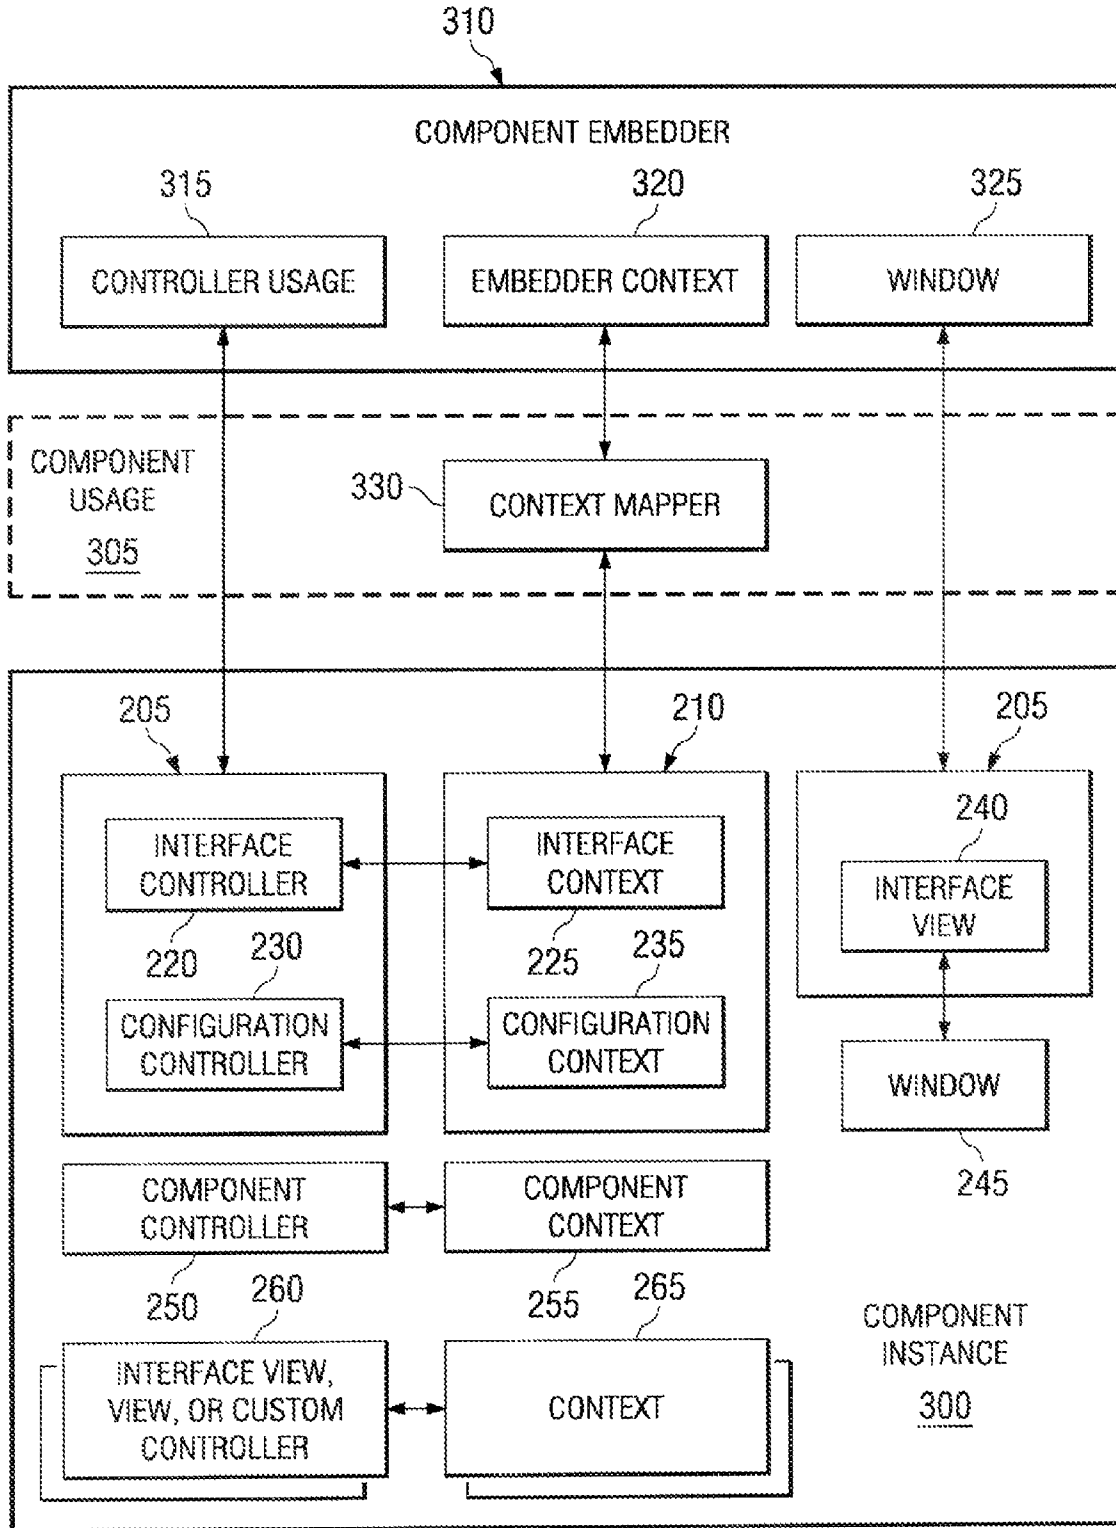 310
COMPONENT EMBEDDER
315
320
325
CONTROLLER USAGE
EMBEDDER CONTEXT
WINDOW
COMPONENT
USAGE
305
330
CONTEXT MAPPER
205
210
205
INTERFACE
CONTROLLER
220
INTERFACE
CONTEXT
225
240
INTERFACE
VIEW
230
CONFIGURATION
CONTROLLER
235
CONFIGURATION
CONTEXT
WINDOW
245
COMPONENT
CONTROLLER
250
COMPONENT
CONTEXT
255
260
INTERFACE VIEW,
VIEW, OR CUSTOM
CONTROLLER
265
CONTEXT
COMPONENT
INSTANCE
300